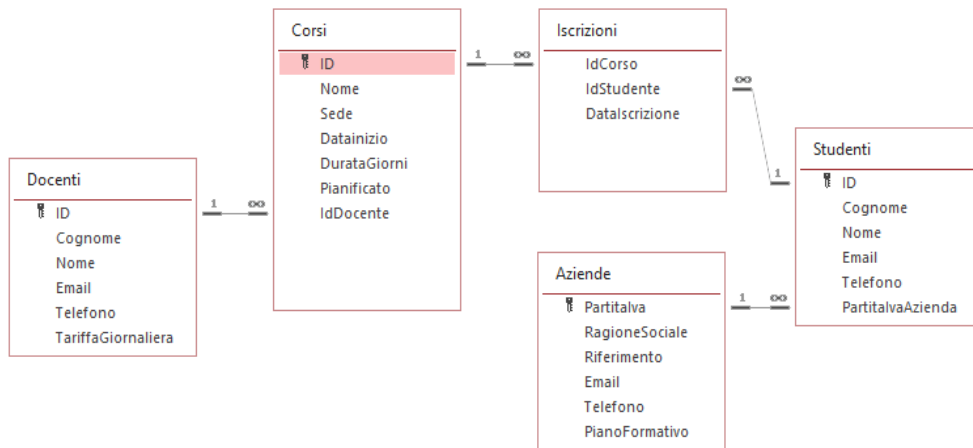 Corsi
ID
Nome
Sede
Datainizio
DurataGiorni
Pianificato
IdDocente
Iscrizioni
IdCorso
IdStudente
DataIscrizione
Docenti
ID
Cognome
Nome
Email
Telefono
TariffaGiornaliera
Studenti
ID
Cognome
Nome
Email
Telefono
PartitaIvaAzienda
Aziende
PartitaIva
RagioneSociale
Riferimento
Email
Telefono
PianoFormativo
1 ∞
1 ∞
∞
1
1 ∞